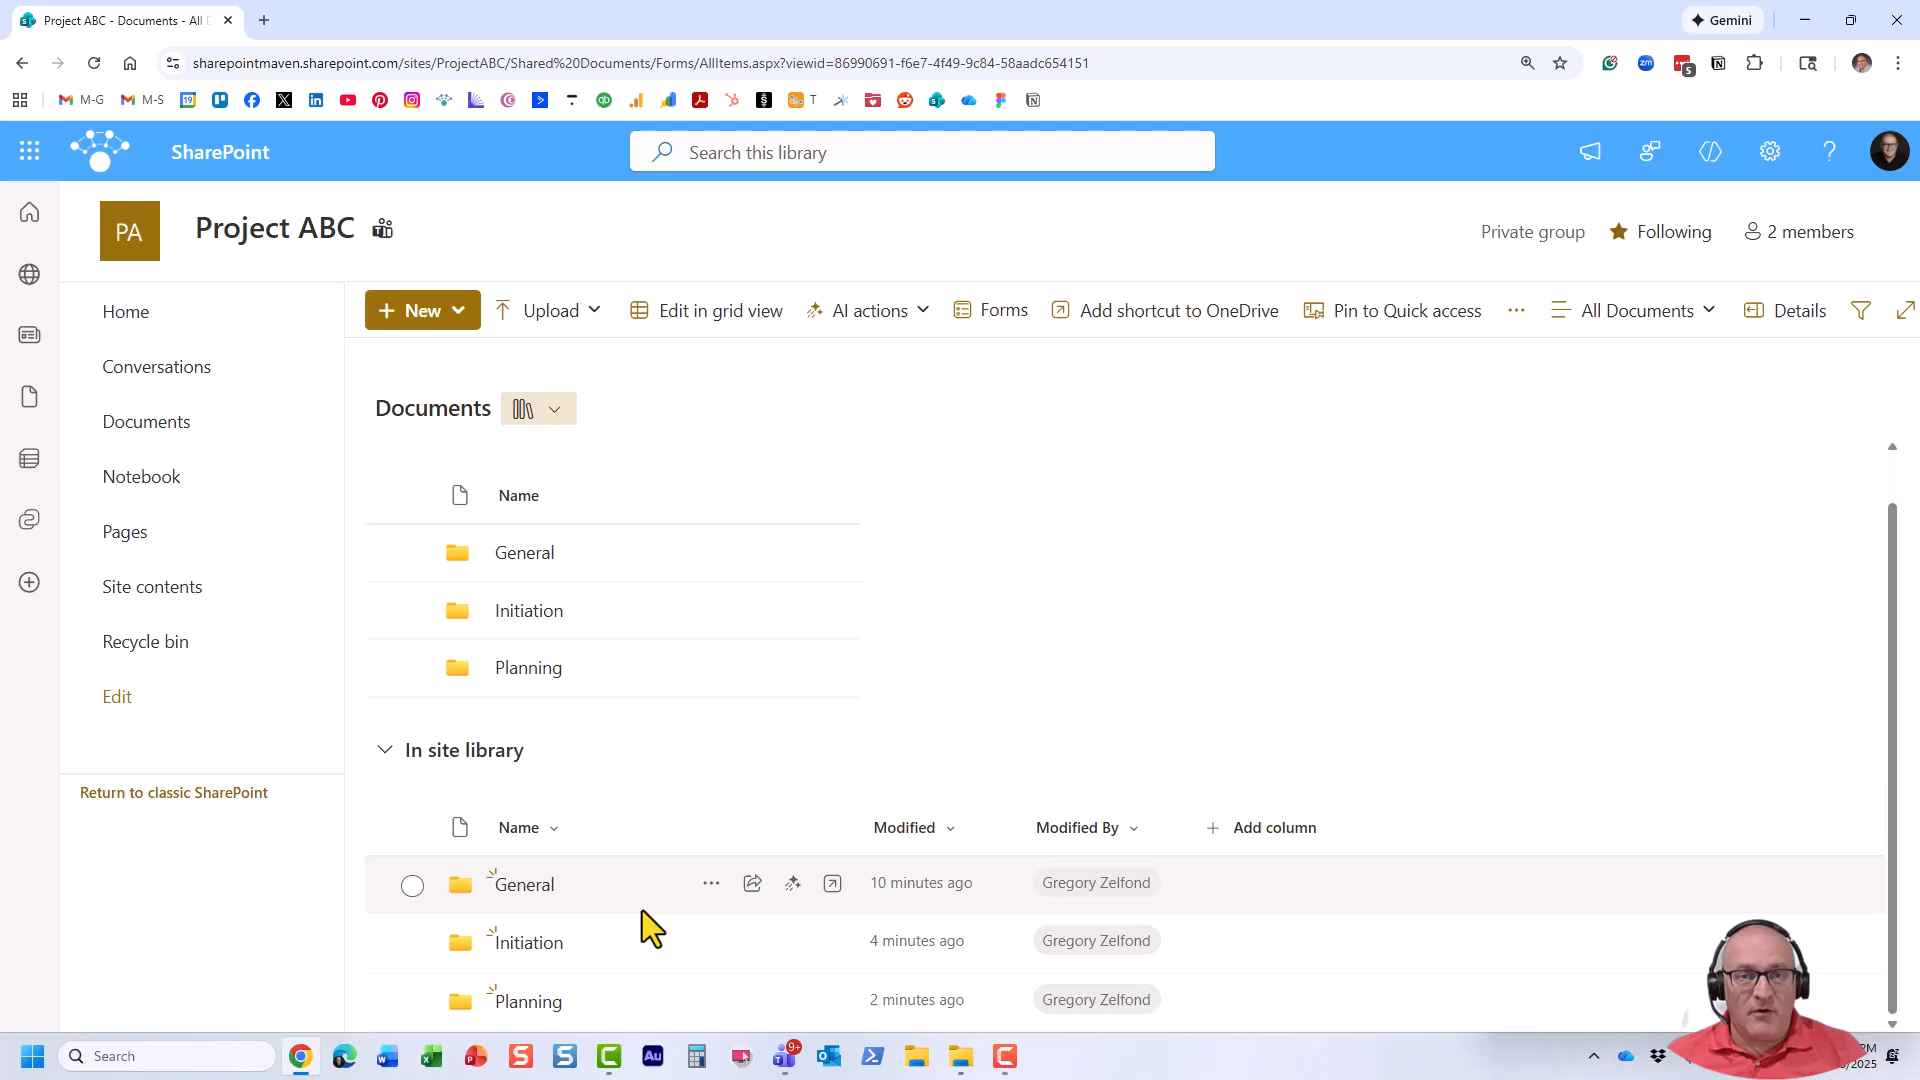 Project ABC - Documents - All D
Gemini
sharepointmaven.sharepoint.com/sites/ProjectABC/Shared%20Documents/Forms/AllItems.aspx?viewid=86990691-f6e7-4f49-9c84-58aadc654151
M-G
M-S
T
SharePoint
Search this library
PA
Project ABC
Private group
Following
2 members
Home
Conversations
Documents
Notebook
Pages
Site contents
Recycle bin
Edit
Return to classic SharePoint
New
Upload
Edit in grid view
AI actions
Forms
Add shortcut to OneDrive
Pin to Quick access
All Documents
Details
Documents
Name
General
Initiation
Planning
In site library
Name
Modified
Modified By
Add column
General
10 minutes ago
Gregory Zelfond
Initiation
4 minutes ago
Gregory Zelfond
Planning
2 minutes ago
Gregory Zelfond
Search
9+